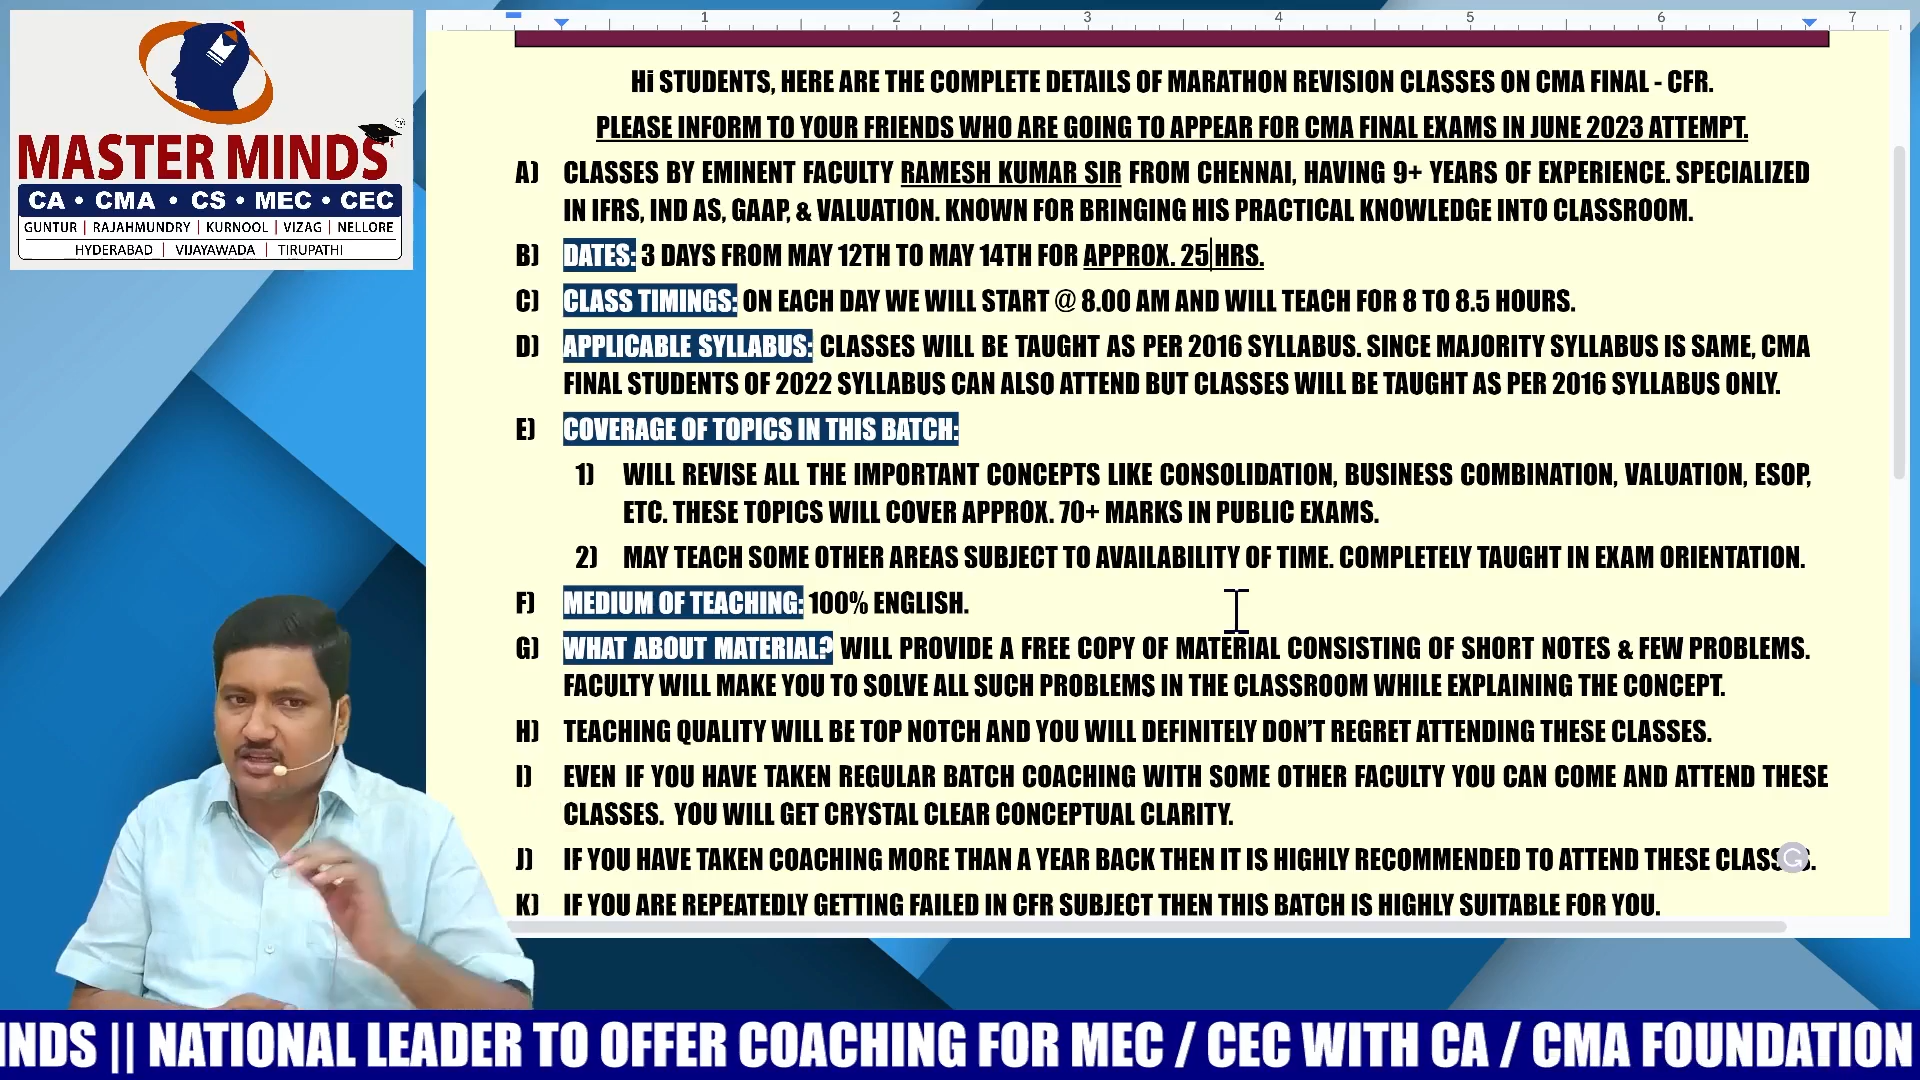 MASTER MINDS
CA • CMA • CS • MEC • CEC
GUNTUR | RAJAHMUNDRY | KURNOOL | VIZAG | NELLORE
HYDERABAD | VIJAYAWADA | TIRUPATHI
1 2 3 4 5 6 7
Hi STUDENTS, HERE ARE THE COMPLETE DETAILS OF MARATHON REVISION CLASSES ON CMA FINAL - CFR.
PLEASE INFORM TO YOUR FRIENDS WHO ARE GOING TO APPEAR FOR CMA FINAL EXAMS IN JUNE 2023 ATTEMPT.
A) CLASSES BY EMINENT FACULTY RAMESH KUMAR SIR FROM CHENNAI, HAVING 9+ YEARS OF EXPERIENCE. SPECIALIZED
IN IFRS, IND AS, GAAP, & VALUATION. KNOWN FOR BRINGING HIS PRACTICAL KNOWLEDGE INTO CLASSROOM.
B) DATES: 3 DAYS FROM MAY 12TH TO MAY 14TH FOR APPROX. 25 HRS.
C) CLASS TIMINGS: ON EACH DAY WE WILL START @ 8.00 AM AND WILL TEACH FOR 8 TO 8.5 HOURS.
D) APPLICABLE SYLLABUS: CLASSES WILL BE TAUGHT AS PER 2016 SYLLABUS. SINCE MAJORITY SYLLABUS IS SAME, CMA
FINAL STUDENTS OF 2022 SYLLABUS CAN ALSO ATTEND BUT CLASSES WILL BE TAUGHT AS PER 2016 SYLLABUS ONLY.
E) COVERAGE OF TOPICS IN THIS BATCH:
1) WILL REVISE ALL THE IMPORTANT CONCEPTS LIKE CONSOLIDATION, BUSINESS COMBINATION, VALUATION, ESOP,
ETC. THESE TOPICS WILL COVER APPROX. 70+ MARKS IN PUBLIC EXAMS.
2) MAY TEACH SOME OTHER AREAS SUBJECT TO AVAILABILITY OF TIME. COMPLETELY TAUGHT IN EXAM ORIENTATION.
F) MEDIUM OF TEACHING: 100% ENGLISH.
G) WHAT ABOUT MATERIAL? WILL PROVIDE A FREE COPY OF MATERIAL CONSISTING OF SHORT NOTES & FEW PROBLEMS.
FACULTY WILL MAKE YOU TO SOLVE ALL SUCH PROBLEMS IN THE CLASSROOM WHILE EXPLAINING THE CONCEPT.
H) TEACHING QUALITY WILL BE TOP NOTCH AND YOU WILL DEFINITELY DON'T REGRET ATTENDING THESE CLASSES.
I) EVEN IF YOU HAVE TAKEN REGULAR BATCH COACHING WITH SOME OTHER FACULTY YOU CAN COME AND ATTEND THESE
CLASSES. YOU WILL GET CRYSTAL CLEAR CONCEPTUAL CLARITY.
J) IF YOU HAVE TAKEN COACHING MORE THAN A YEAR BACK THEN IT IS HIGHLY RECOMMENDED TO ATTEND THESE
K) IF YOU ARE REPEATEDLY GETTING FAILED IN CFR SUBJECT THEN THIS BATCH IS HIGHLY SUITABLE FOR YOU.
INDS || NATIONAL LEADER TO OFFER COACHING FOR MEC / CEC WITH CA / CMA FOUNDATION